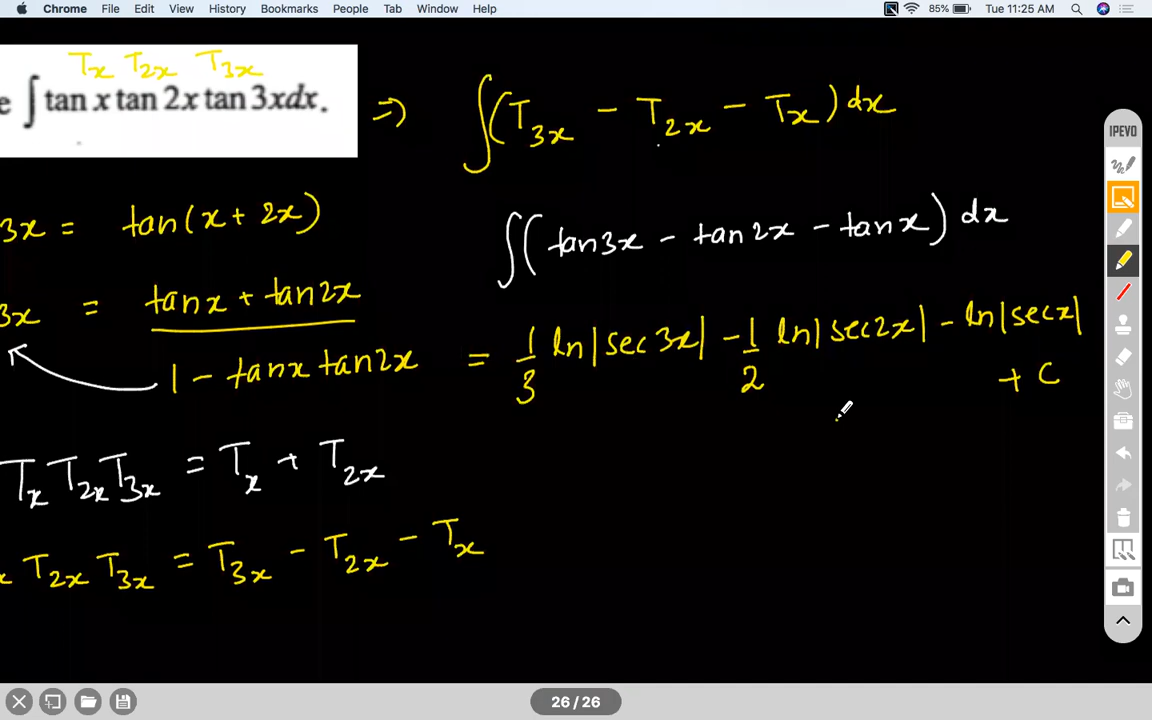 Chrome File Edit View History Bookmarks People Tab Window Help 85% Tue 11:25 AM
Tx T2x T3x
e ∫ tan x tan 2x tan 3xdx.
=> ∫(T3x - T2x - Tx) dx
IPEVO
3x = tan(x + 2x)
∫(tan3x - tan2x - tanx) dx
3x = tanx + tan2x
1 - tanx tan2x
= 1/3 ln|sec 3x| - 1/2 ln|sec2x| - ln|secx|
+ C
Tx T2x T3x = Tx + T2x
x T2x T3x = T3x - T2x - Tx
26 / 26